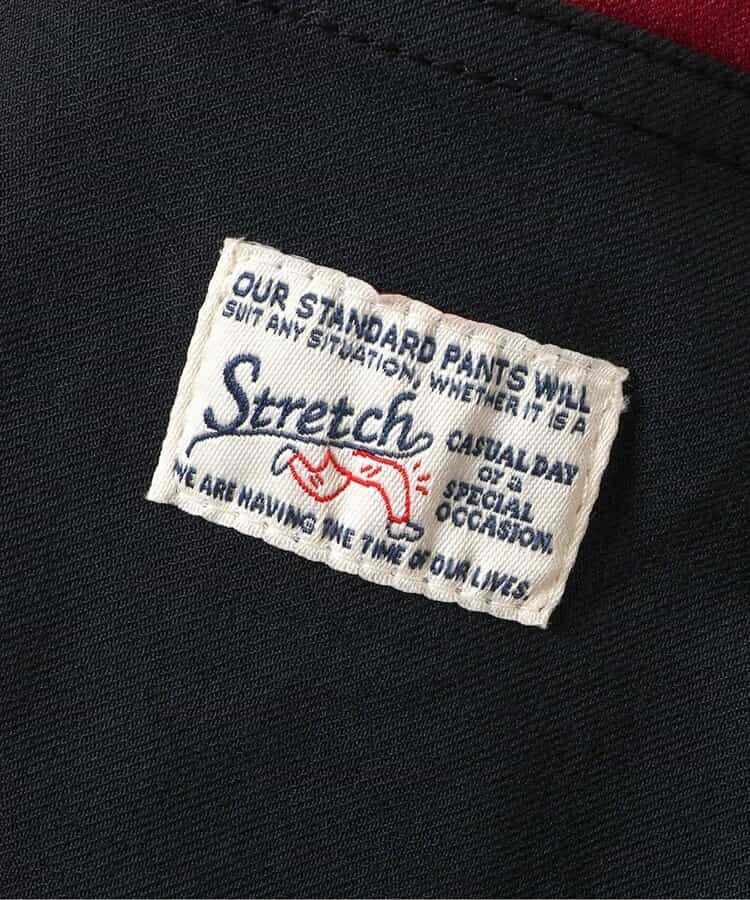 OUR STANDARD PANTS WILL
SUIT ANY SITUATION, WHETHER IT IS A
Stretch
CASUAL DAY
or a
SPECIAL
OCCASION.
WE ARE HAVING THE TIME OF OUR LIVES.